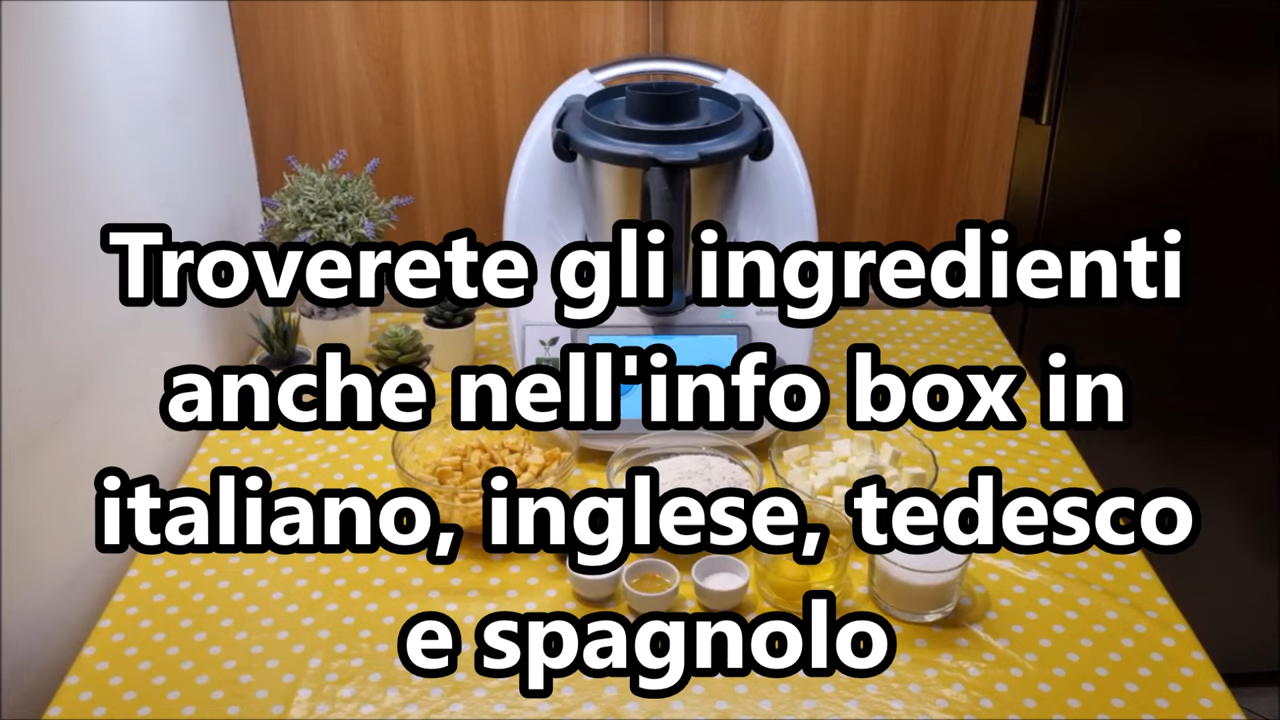 Troverete gli ingredienti
anche nell'info box in
italiano, inglese, tedesco
e spagnolo